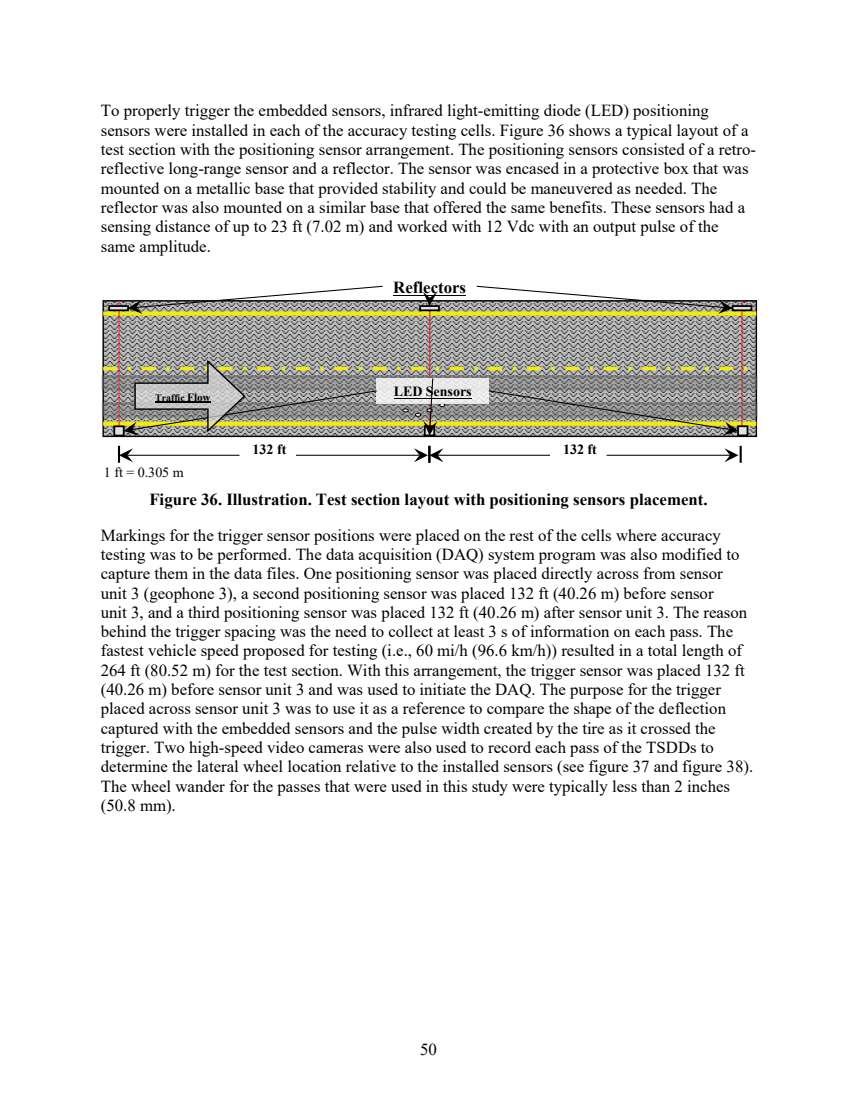 To properly trigger the embedded sensors, infrared light-emitting diode (LED) positioning
sensors were installed in each of the accuracy testing cells. Figure 36 shows a typical layout of a
test section with the positioning sensor arrangement. The positioning sensors consisted of a retro-
reflective long-range sensor and a reflector. The sensor was encased in a protective box that was
mounted on a metallic base that provided stability and could be maneuvered as needed. The
reflector was also mounted on a similar base that offered the same benefits. These sensors had a
sensing distance of up to 23 ft (7.02 m) and worked with 12 Vdc with an output pulse of the
same amplitude.
Reflectors
LED Sensors
Traffic Flow
132 ft
132 ft
1 ft = 0.305 m
Figure 36. Illustration. Test section layout with positioning sensors placement.
Markings for the trigger sensor positions were placed on the rest of the cells where accuracy
testing was to be performed. The data acquisition (DAQ) system program was also modified to
capture them in the data files. One positioning sensor was placed directly across from sensor
unit 3 (geophone 3), a second positioning sensor was placed 132 ft (40.26 m) before sensor
unit 3, and a third positioning sensor was placed 132 ft (40.26 m) after sensor unit 3. The reason
behind the trigger spacing was the need to collect at least 3 s of information on each pass. The
fastest vehicle speed proposed for testing (i.e., 60 mi/h (96.6 km/h)) resulted in a total length of
264 ft (80.52 m) for the test section. With this arrangement, the trigger sensor was placed 132 ft
(40.26 m) before sensor unit 3 and was used to initiate the DAQ. The purpose for the trigger
placed across sensor unit 3 was to use it as a reference to compare the shape of the deflection
captured with the embedded sensors and the pulse width created by the tire as it crossed the
trigger. Two high-speed video cameras were also used to record each pass of the TSDDs to
determine the lateral wheel location relative to the installed sensors (see figure 37 and figure 38).
The wheel wander for the passes that were used in this study were typically less than 2 inches
(50.8 mm).
50